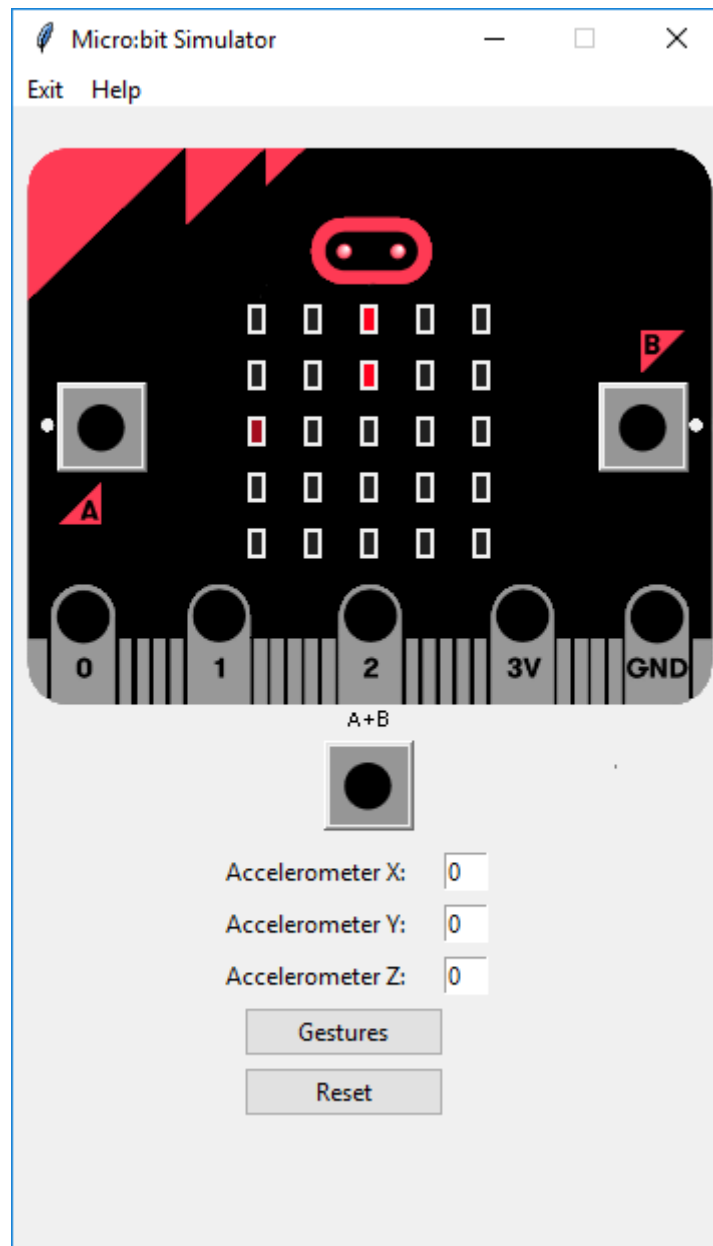 Micro:bit Simulator
Exit Help
B
A
0 1 2 3V GND
A+B
Accelerometer X: 0
Accelerometer Y: 0
Accelerometer Z: 0
Gestures
Reset